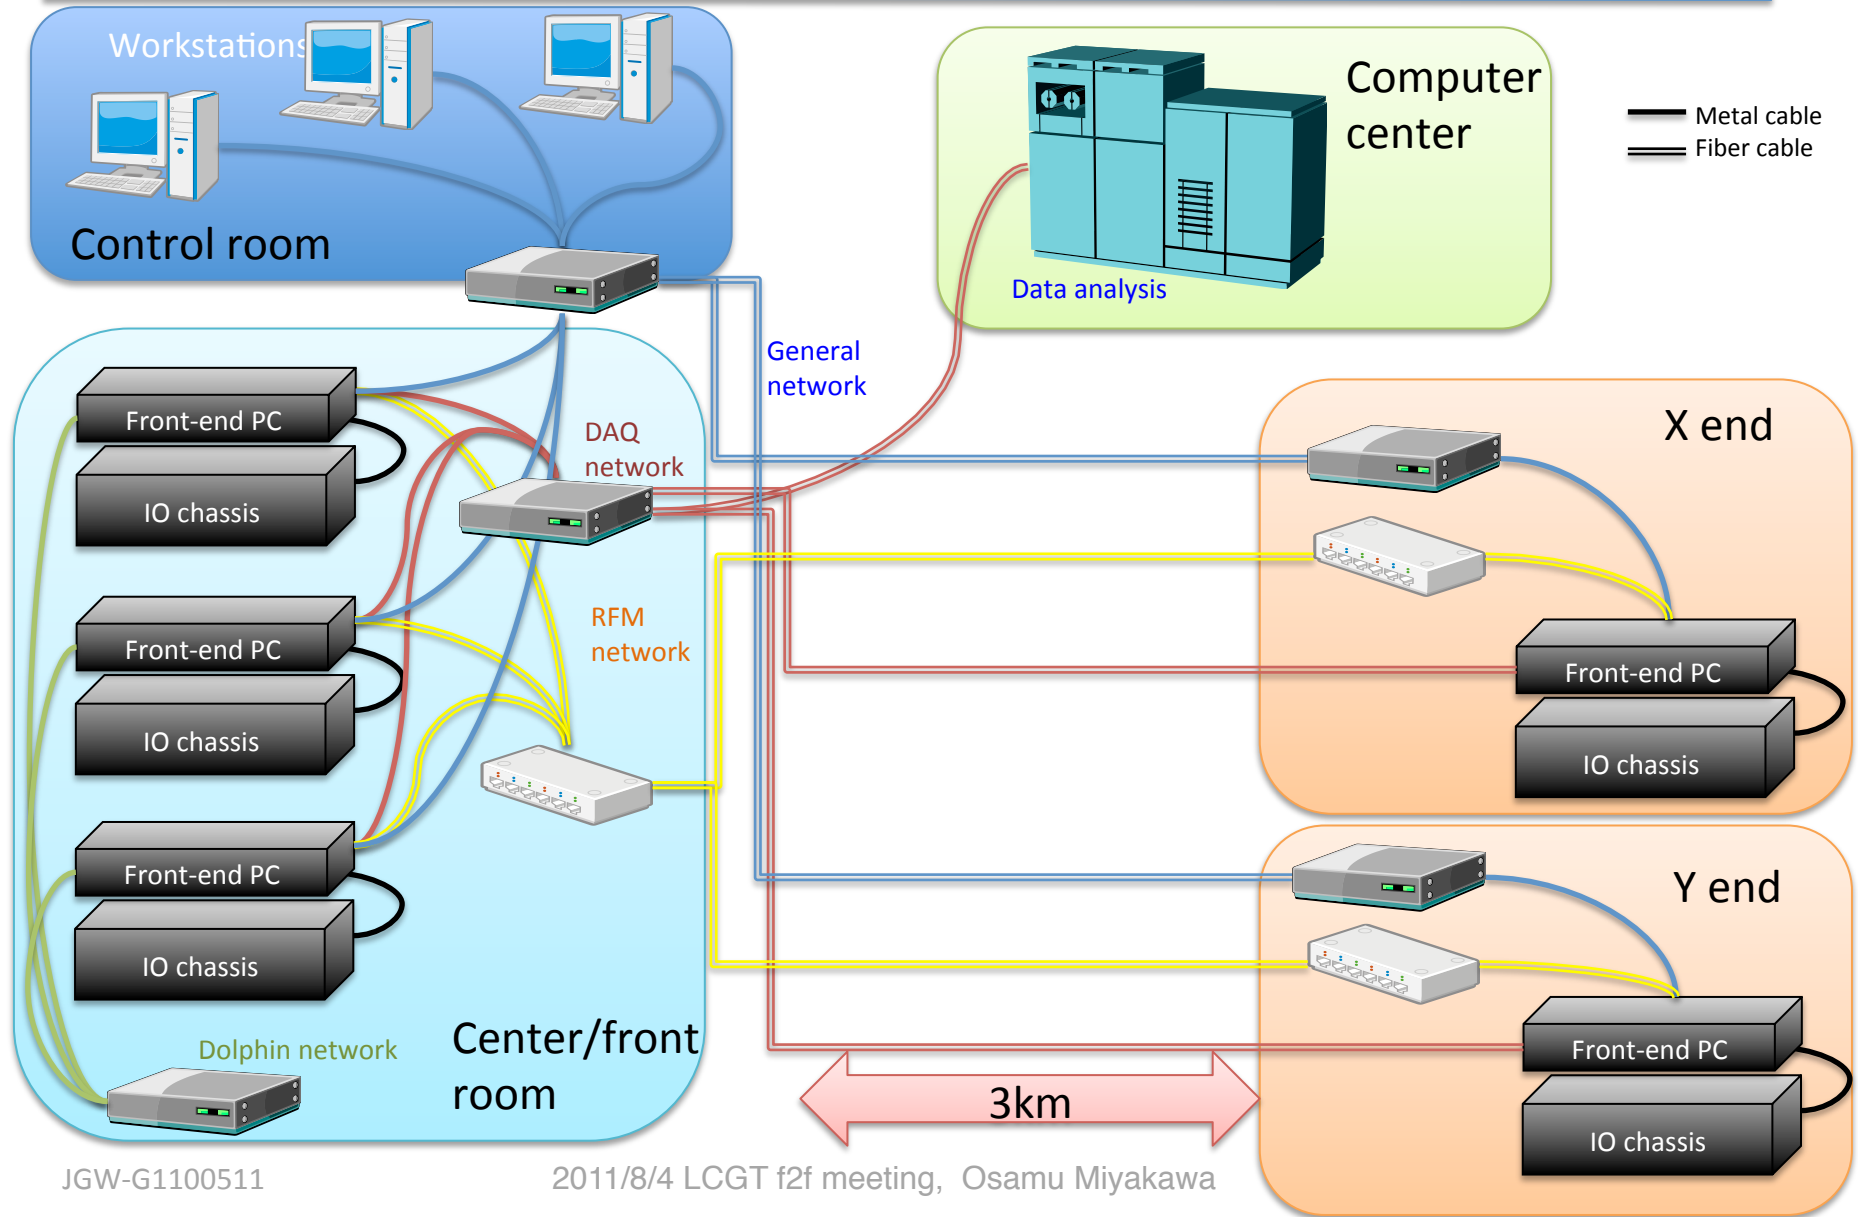 Workstations
Control room
Computer
center
Data analysis
Metal cable
Fiber cable
General
network
Front-end PC
IO chassis
DAQ
network
Front-end PC
IO chassis
RFM
network
Front-end PC
IO chassis
Dolphin network
Center/front
room
X end
Front-end PC
IO chassis
Y end
Front-end PC
IO chassis
3km
JGW-G1100511
2011/8/4 LCGT f2f meeting, Osamu Miyakawa